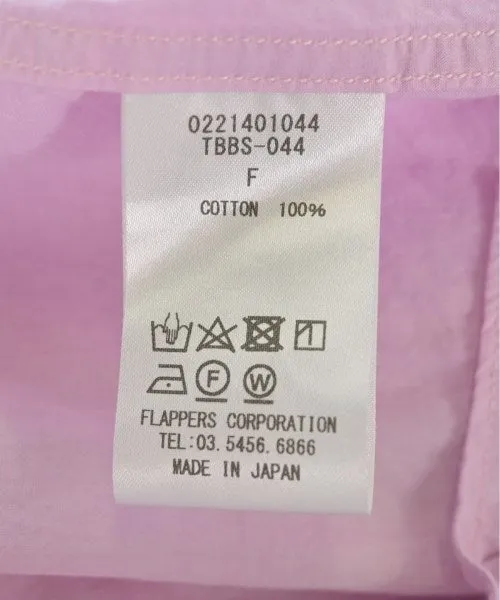 0221401044
TBBS-044
F
COTTON 100%
F W
FLAPPERS CORPORATION
TEL:03.5456.6866
MADE IN JAPAN